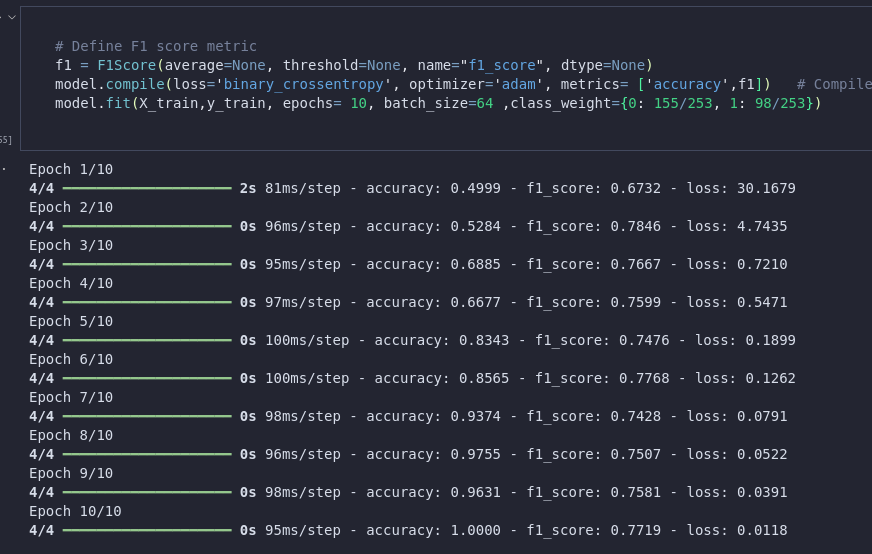 # Define F1 score metric
f1 = F1Score(average=None, threshold=None, name="f1_score", dtype=None)
model.compile(loss='binary_crossentropy', optimizer='adam', metrics= ['accuracy',f1])   # Compile
model.fit(X_train,y_train, epochs= 10, batch_size=64 ,class_weight={0: 155/253, 1: 98/253})
55]
Epoch 1/10
4/4 ━━━━━━━━━━━━━━━━━━━━ 2s 81ms/step - accuracy: 0.4999 - f1_score: 0.6732 - loss: 30.1679
Epoch 2/10
4/4 ━━━━━━━━━━━━━━━━━━━━ 0s 96ms/step - accuracy: 0.5284 - f1_score: 0.7846 - loss: 4.7435
Epoch 3/10
4/4 ━━━━━━━━━━━━━━━━━━━━ 0s 95ms/step - accuracy: 0.6885 - f1_score: 0.7667 - loss: 0.7210
Epoch 4/10
4/4 ━━━━━━━━━━━━━━━━━━━━ 0s 97ms/step - accuracy: 0.6677 - f1_score: 0.7599 - loss: 0.5471
Epoch 5/10
4/4 ━━━━━━━━━━━━━━━━━━━━ 0s 100ms/step - accuracy: 0.8343 - f1_score: 0.7476 - loss: 0.1899
Epoch 6/10
4/4 ━━━━━━━━━━━━━━━━━━━━ 0s 100ms/step - accuracy: 0.8565 - f1_score: 0.7768 - loss: 0.1262
Epoch 7/10
4/4 ━━━━━━━━━━━━━━━━━━━━ 0s 98ms/step - accuracy: 0.9374 - f1_score: 0.7428 - loss: 0.0791
Epoch 8/10
4/4 ━━━━━━━━━━━━━━━━━━━━ 0s 96ms/step - accuracy: 0.9755 - f1_score: 0.7507 - loss: 0.0522
Epoch 9/10
4/4 ━━━━━━━━━━━━━━━━━━━━ 0s 98ms/step - accuracy: 0.9631 - f1_score: 0.7581 - loss: 0.0391
Epoch 10/10
4/4 ━━━━━━━━━━━━━━━━━━━━ 0s 95ms/step - accuracy: 1.0000 - f1_score: 0.7719 - loss: 0.0118